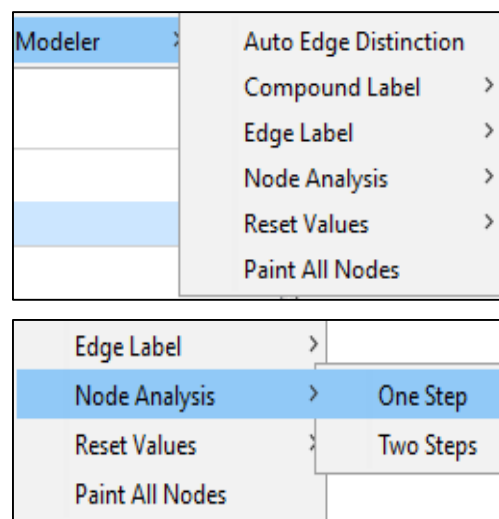 Modeler > Auto Edge Distinction
Compound Label >
Edge Label >
Node Analysis >
Reset Values >
Paint All Nodes
Edge Label >
Node Analysis > One Step
Reset Values > Two Steps
Paint All Nodes